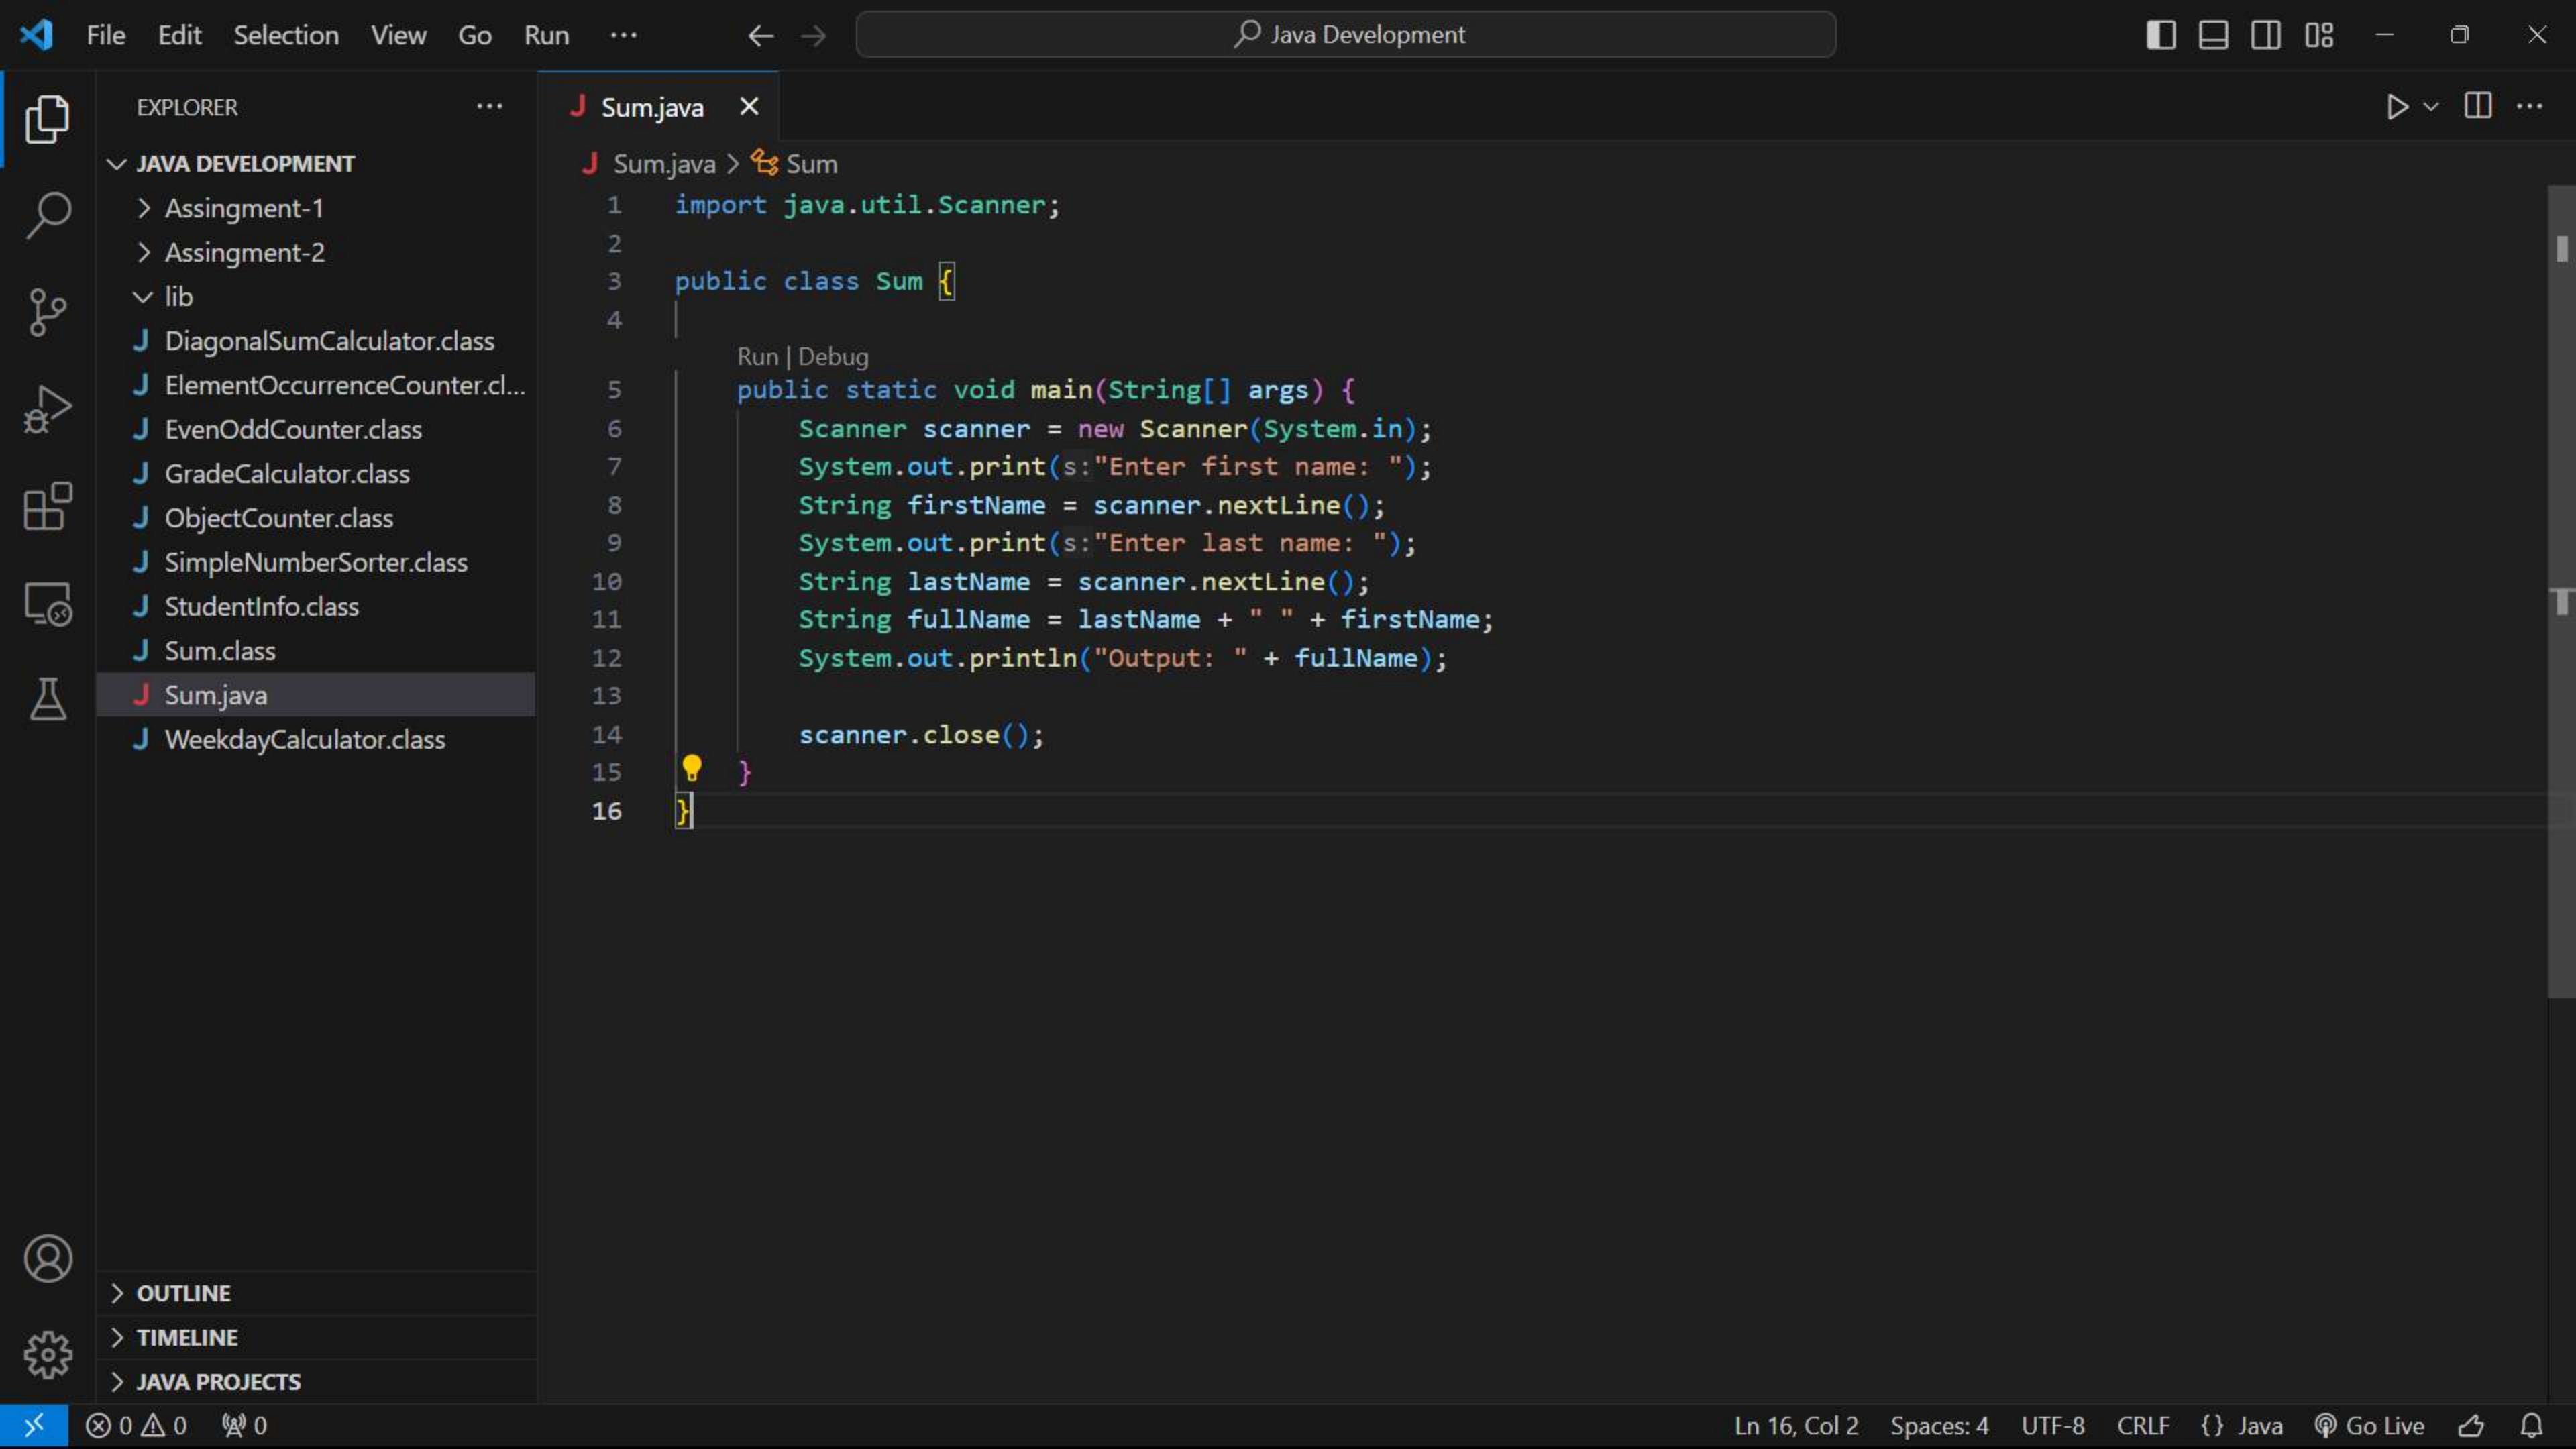 File Edit Selection View Go Run ... Java Development
EXPLORER ...
JAVA DEVELOPMENT
Assingment-1
Assingment-2
lib
J DiagonalSumCalculator.class
J ElementOccurrenceCounter.cl...
J EvenOddCounter.class
J GradeCalculator.class
J ObjectCounter.class
J SimpleNumberSorter.class
J StudentInfo.class
J Sum.class
J Sum.java
J WeekdayCalculator.class
OUTLINE
TIMELINE
JAVA PROJECTS
J Sum.java
J Sum.java > Sum
1 import java.util.Scanner;
2
3 public class Sum {
4
Run | Debug
5 public static void main(String[] args) {
6 Scanner scanner = new Scanner(System.in);
7 System.out.print(s:"Enter first name: ");
8 String firstName = scanner.nextLine();
9 System.out.print(s:"Enter last name: ");
10 String lastName = scanner.nextLine();
11 String fullName = lastName + " " + firstName;
12 System.out.println("Output: " + fullName);
13
14 scanner.close();
15 }
16 }
0 0 0 Ln 16, Col 2 Spaces: 4 UTF-8 CRLF {} Java Go Live